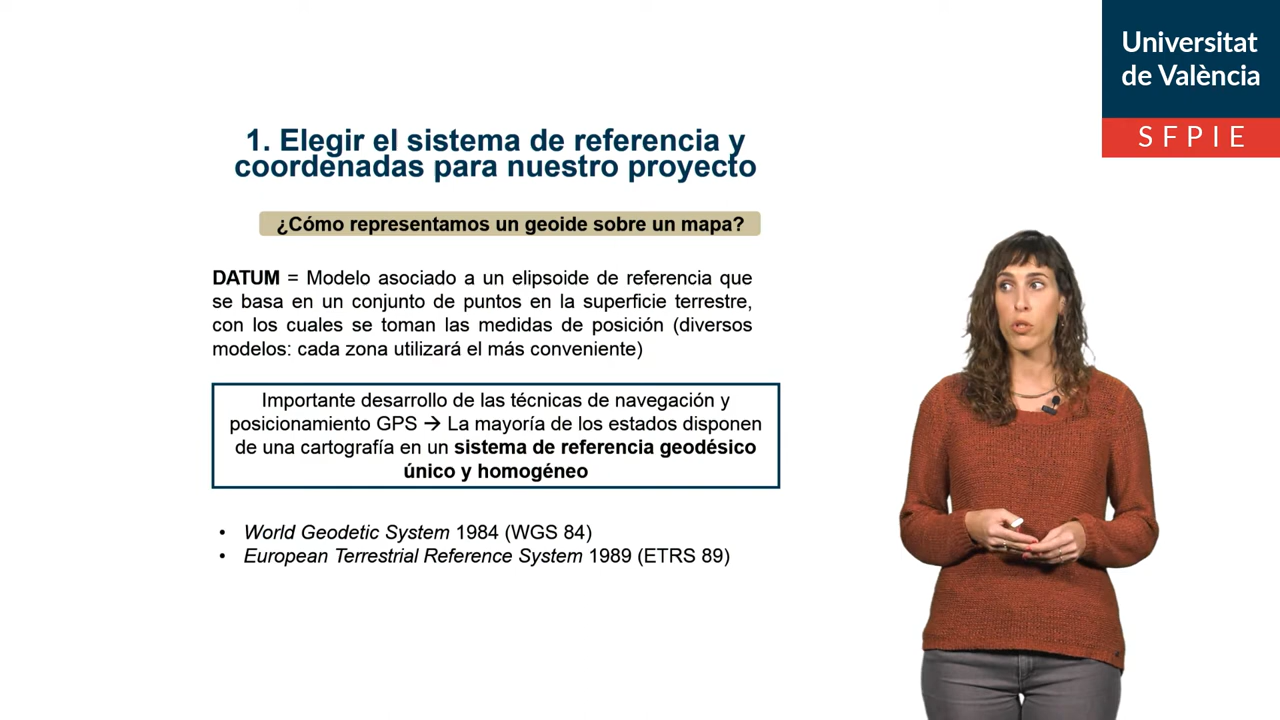 Universitat
de València
SFPIE
1. Elegir el sistema de referencia y
coordenadas para nuestro proyecto
¿Cómo representamos un geoide sobre un mapa?
DATUM = Modelo asociado a un elipsoide de referencia que
se basa en un conjunto de puntos en la superficie terrestre,
con los cuales se toman las medidas de posición (diversos
modelos: cada zona utilizará el más conveniente)
Importante desarrollo de las técnicas de navegación y
posicionamiento GPS → La mayoría de los estados disponen
de una cartografía en un sistema de referencia geodésico
único y homogéneo
• World Geodetic System 1984 (WGS 84)
• European Terrestrial Reference System 1989 (ETRS 89)